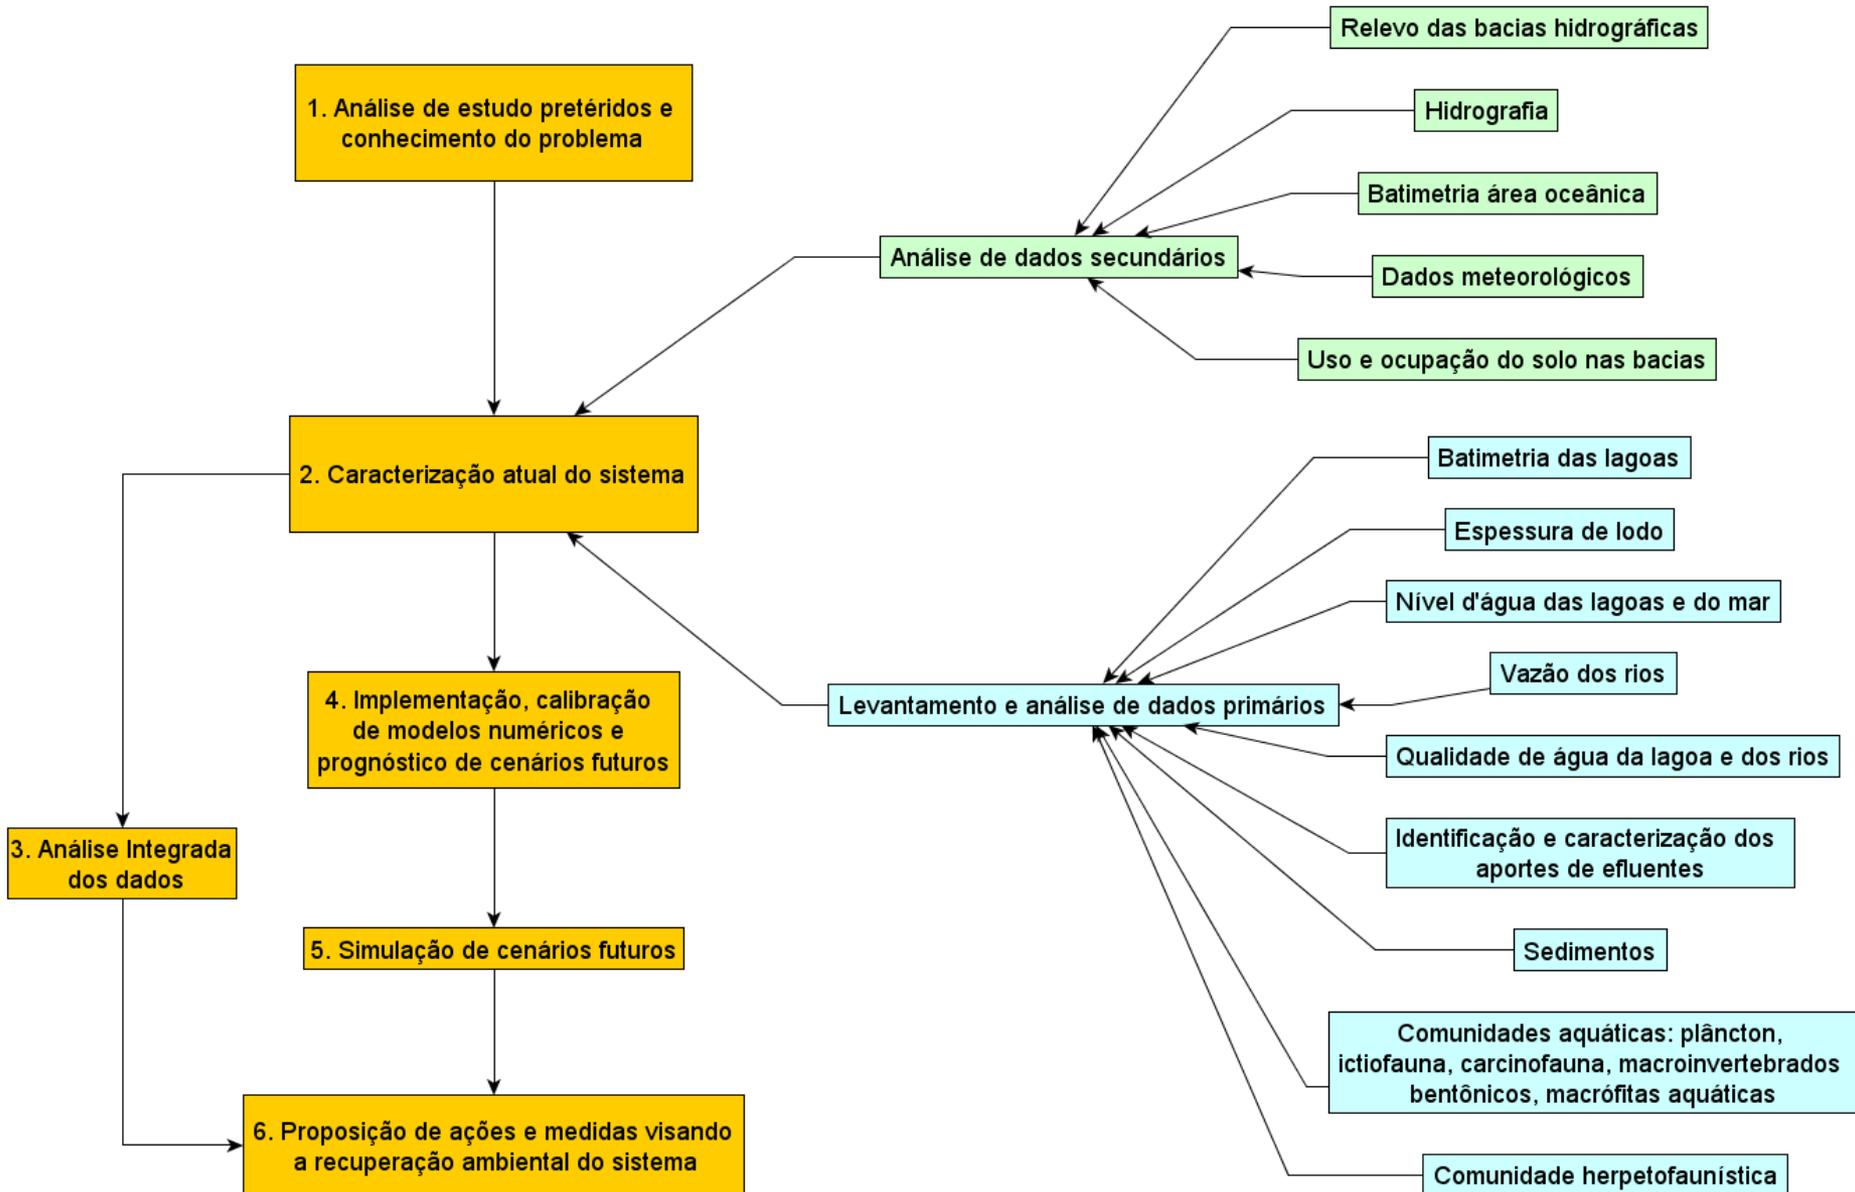 Relevo das bacias hidrográficas
1. Análise de estudo pretéridos e
conhecimento do problema
Hidrografia
Batimetria área oceânica
Análise de dados secundários
Dados meteorológicos
Uso e ocupação do solo nas bacias
2. Caracterização atual do sistema
Batimetria das lagoas
Espessura de lodo
Nível d'água das lagoas e do mar
Vazão dos rios
4. Implementação, calibração
de modelos numéricos e
prognóstico de cenários futuros
Levantamento e análise de dados primários
Qualidade de água da lagoa e dos rios
3. Análise Integrada
dos dados
Identificação e caracterização dos
aportes de efluentes
5. Simulação de cenários futuros
Sedimentos
Comunidades aquáticas: plâncton,
ictiofauna, carcinofauna, macroinvertebrados
bentônicos, macrófitas aquáticas
6. Proposição de ações e medidas visando
a recuperação ambiental do sistema
Comunidade herpetofaunística